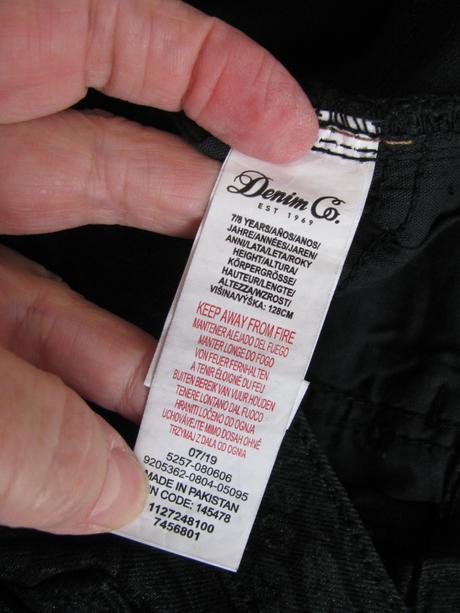 Denim Co.
EST 1969
7/8 YEARS/AÑOS/ANOS/
JAHRE/ANNÉES/JAREN/
ANNI/LATA/LETA/ROKY
HEIGHT/ALTURA/
KÖRPERGRÖSSE/
HAUTEUR/LENGTE/
ALTEZZA/WZROST/
VIŠINA/VÝŠKA: 128CM
KEEP AWAY FROM FIRE
MANTENER ALEJADO DEL FUEGO
MANTER LONGE DO FOGO
VON FEUER FERNHALTEN
A TENIR ÉLOIGNÉ DU FEU
BUITEN BEREIK VAN VUUR HOUDEN
TENERE LONTANO DAL FUOCO
HRANITI LOČENO OD OGNJA
UCHOVÁVEJTE MIMO DOSAH OHNĚ
TRZYMAJ Z DALA OD OGNIA
07/19
5257-080606
9205362-0804-05095
MADE IN PAKISTAN
N CODE: 145478
1127248100
7456801